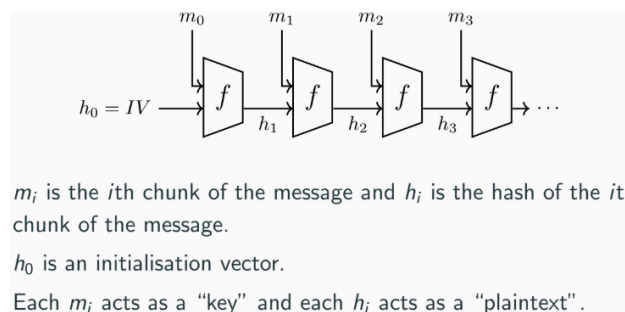 m₀ m₁ m₂ m₃
h₀ = IV f f f f ···
h₁ h₂ h₃
mᵢ is the ith chunk of the message and hᵢ is the hash of the it
chunk of the message.
h₀ is an initialisation vector.
Each mᵢ acts as a “key” and each hᵢ acts as a “plaintext”.